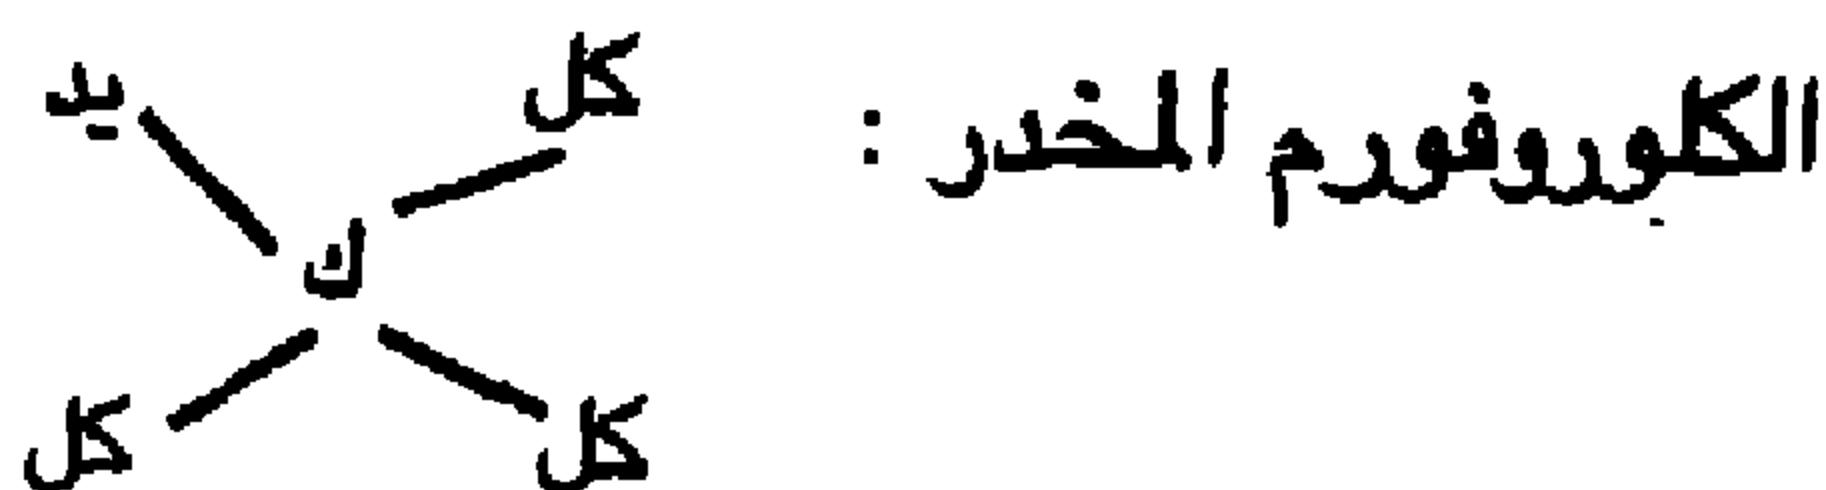 الكلوروفورم المخدر :
كل
يد
ك
كل
كل